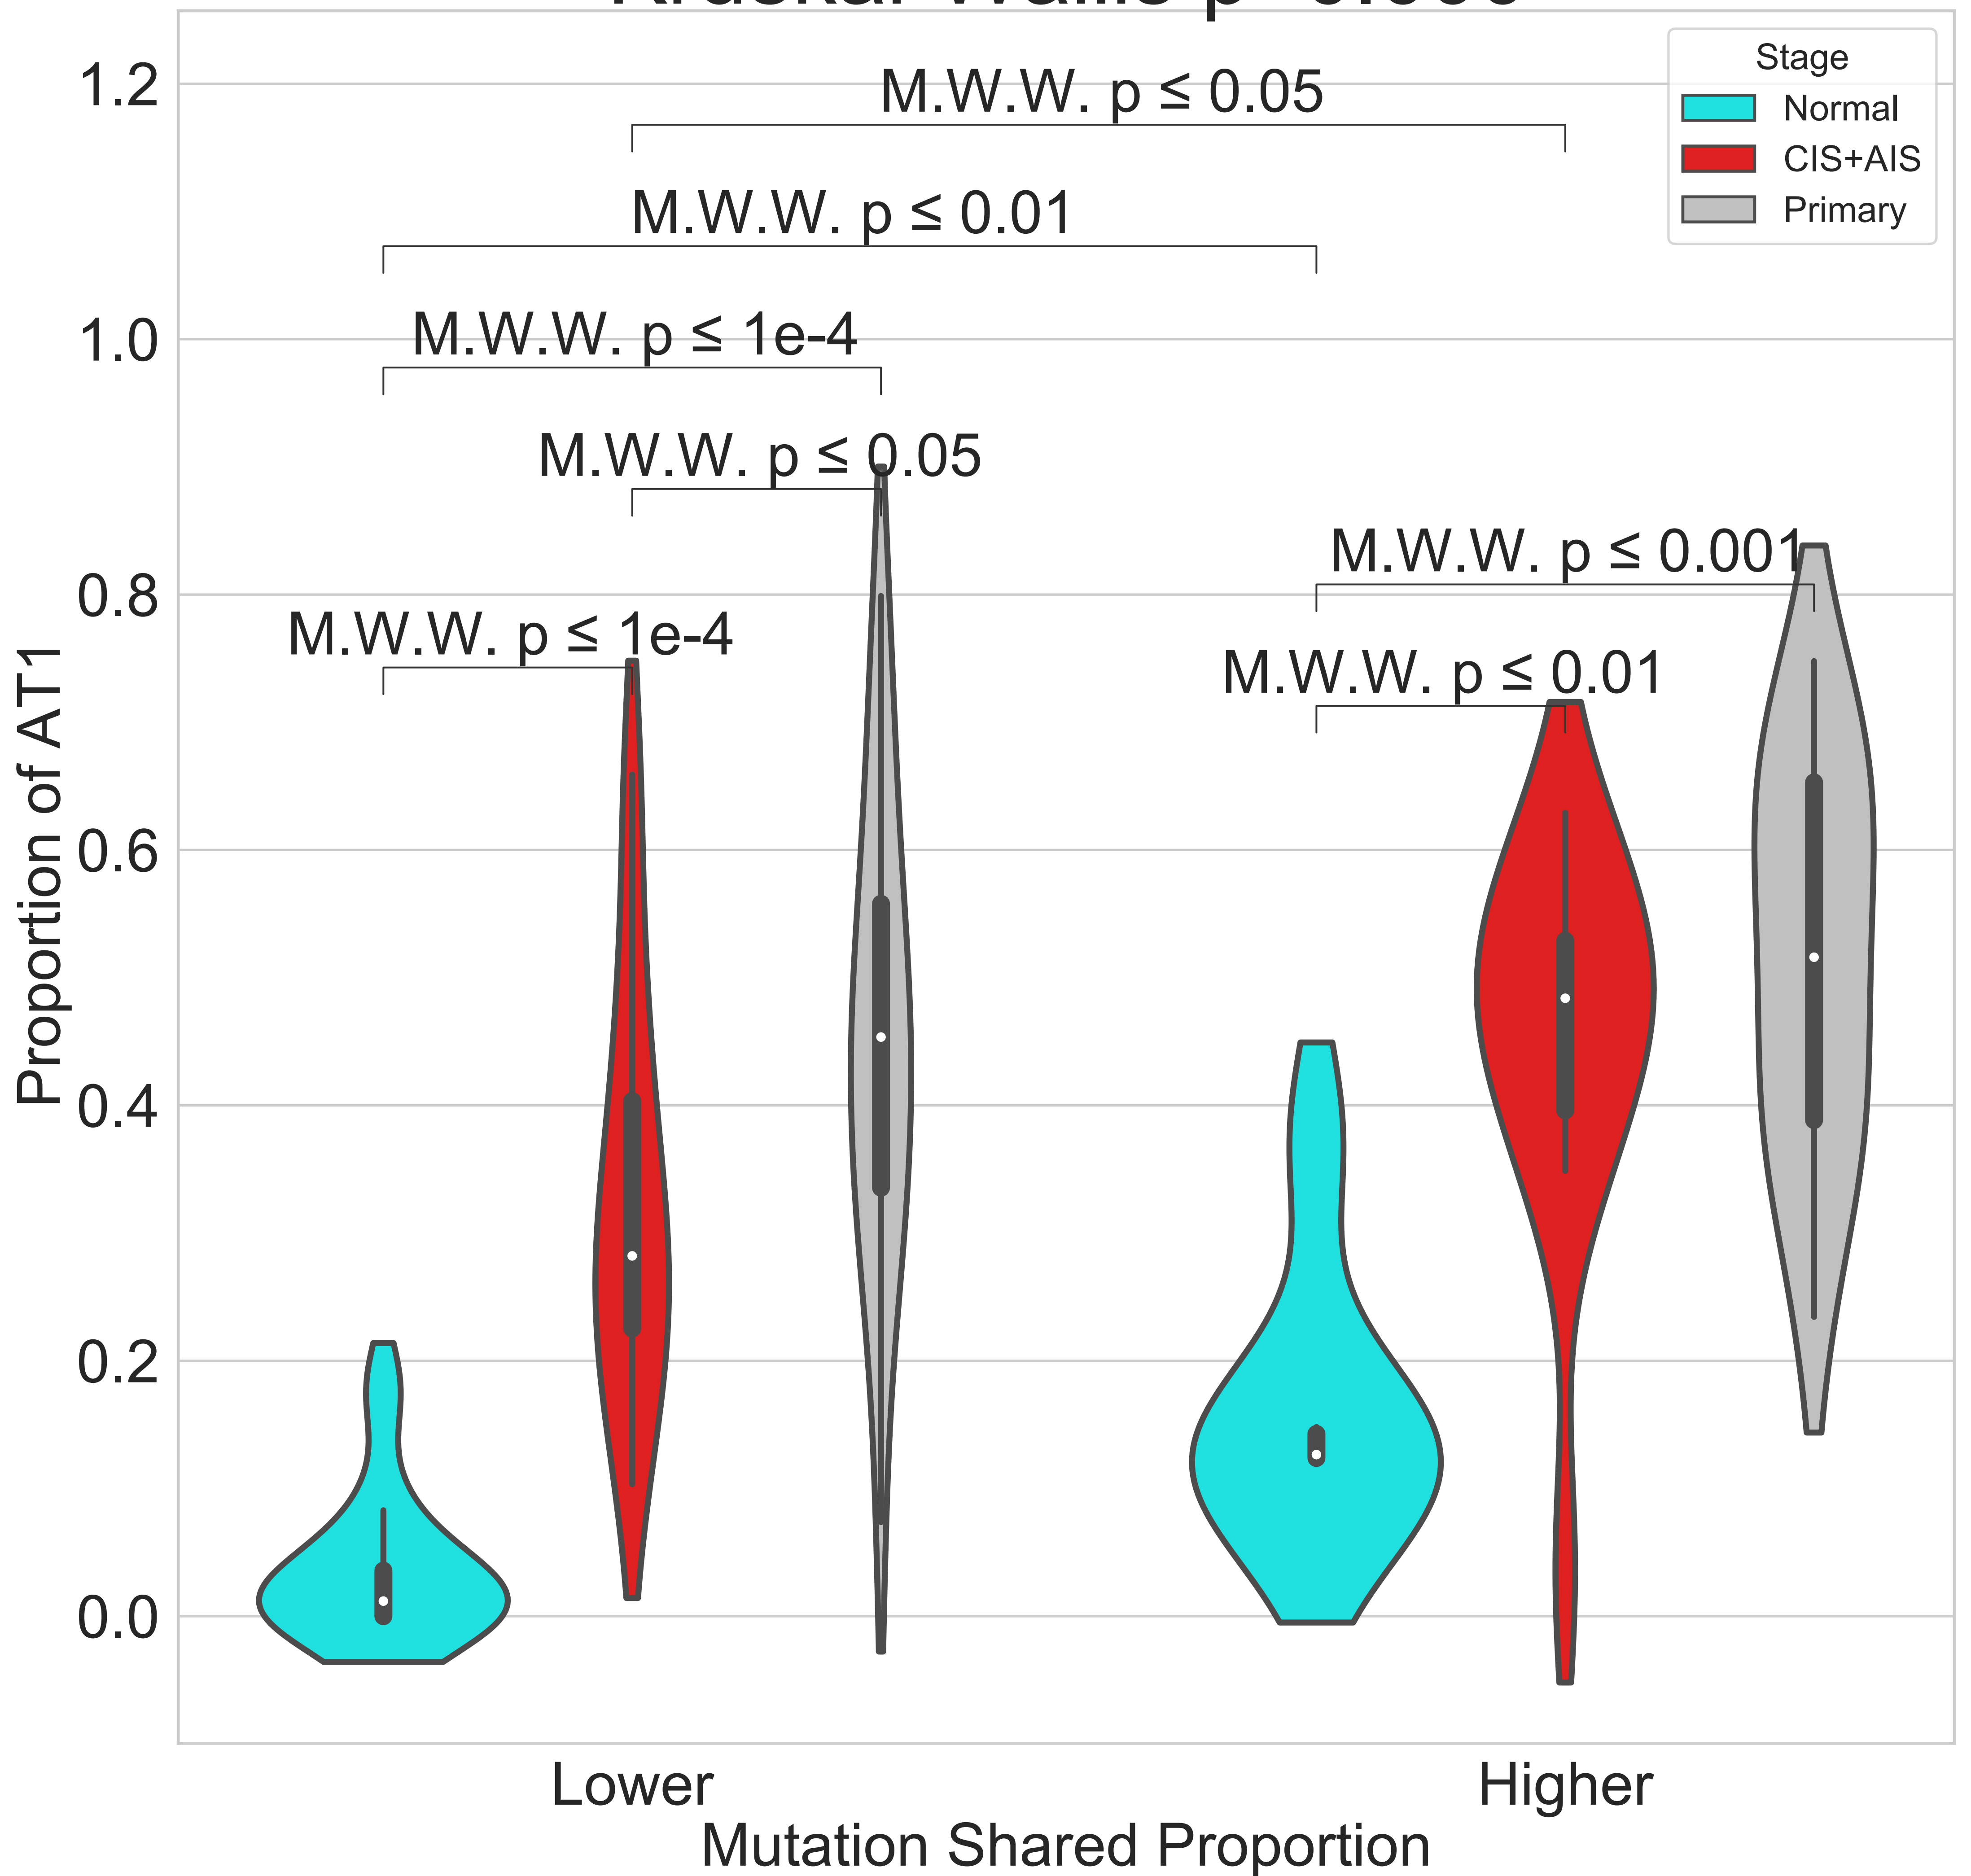 Stage
Normal
CIS+AIS
Primary
M.W.W. p ≤ 0.05
M.W.W. p ≤ 0.01
M.W.W. p ≤ 1e-4
M.W.W. p ≤ 0.05
M.W.W. p ≤ 1e-4
M.W.W. p ≤ 0.001
M.W.W. p ≤ 0.01
1.2
1.0
0.8
0.6
0.4
0.2
0.0
Proportion of AT1
Lower
Higher
Mutation Shared Proportion